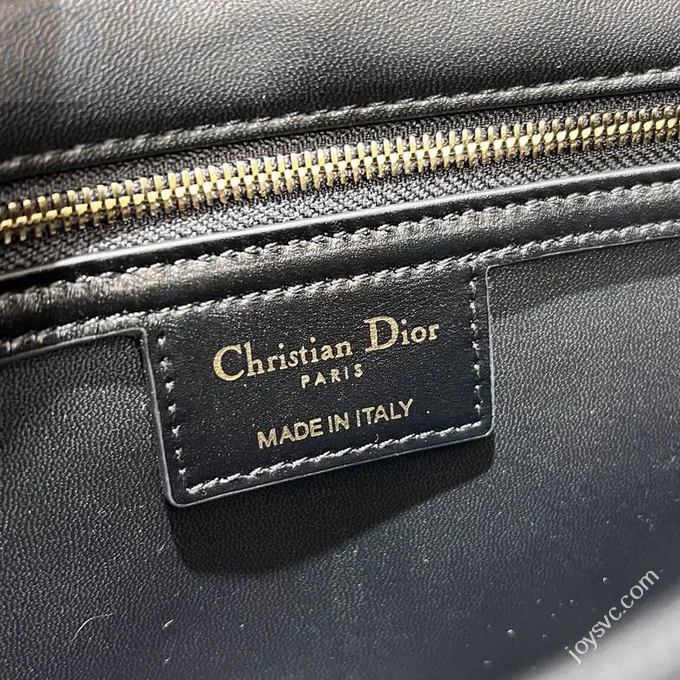 Christian Dior
PARIS
MADE IN ITALY
joysvc.com